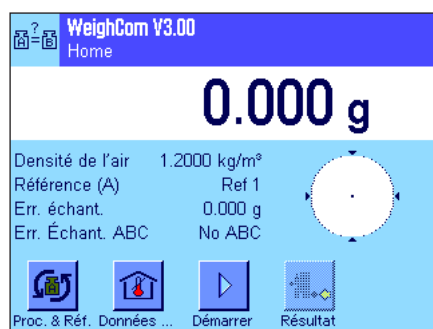 A ? = B WeighCom V3.00
Home
0.000 g
Densité de l'air 1.2000 kg/m³
Référence (A) Ref 1
Err. échant. 0.000 g
Err. Échant. ABC No ABC
Proc. & Réf. Données ... Démarrer Résultat